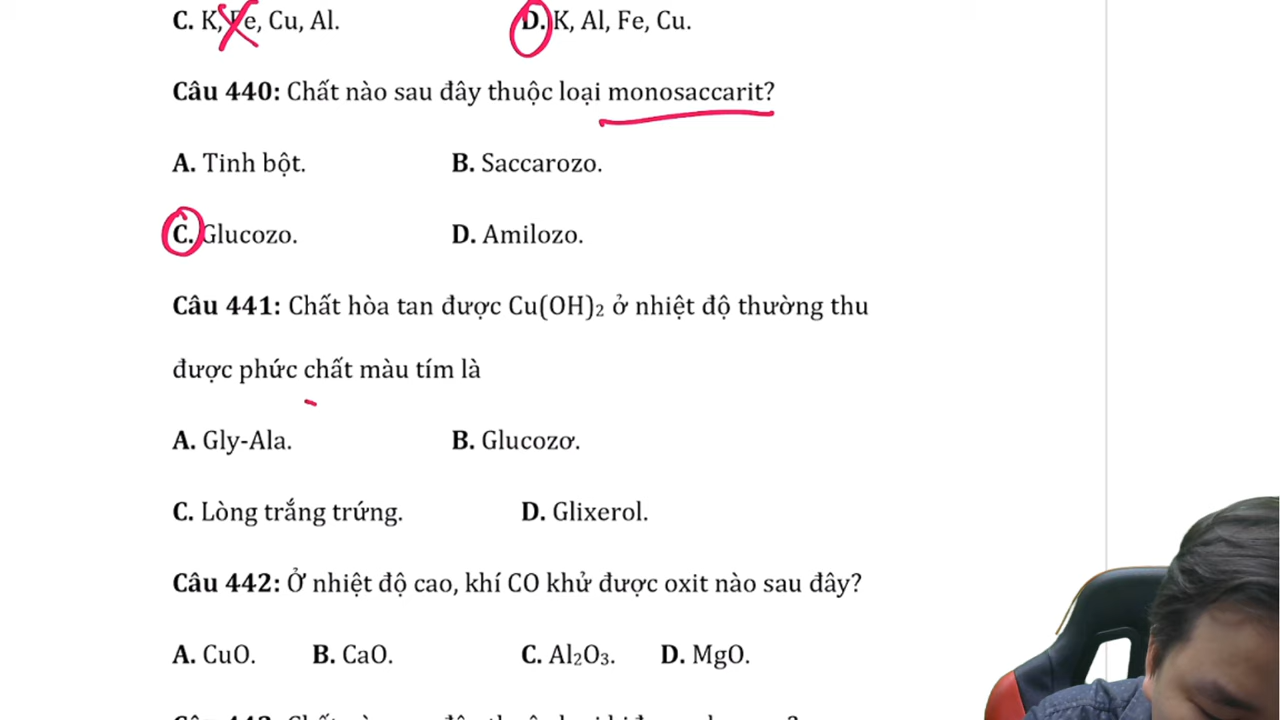 C. K, Fe, Cu, Al. D. K, Al, Fe, Cu.
Câu 440: Chất nào sau đây thuộc loại monosaccarit?
A. Tinh bột. B. Saccarozo.
C. Glucozo. D. Amilozo.
Câu 441: Chất hòa tan được Cu(OH)₂ ở nhiệt độ thường thu
được phức chất màu tím là
A. Gly-Ala. B. Glucozơ.
C. Lòng trắng trứng. D. Glixerol.
Câu 442: Ở nhiệt độ cao, khí CO khử được oxit nào sau đây?
A. CuO. B. CaO. C. Al₂O₃. D. MgO.